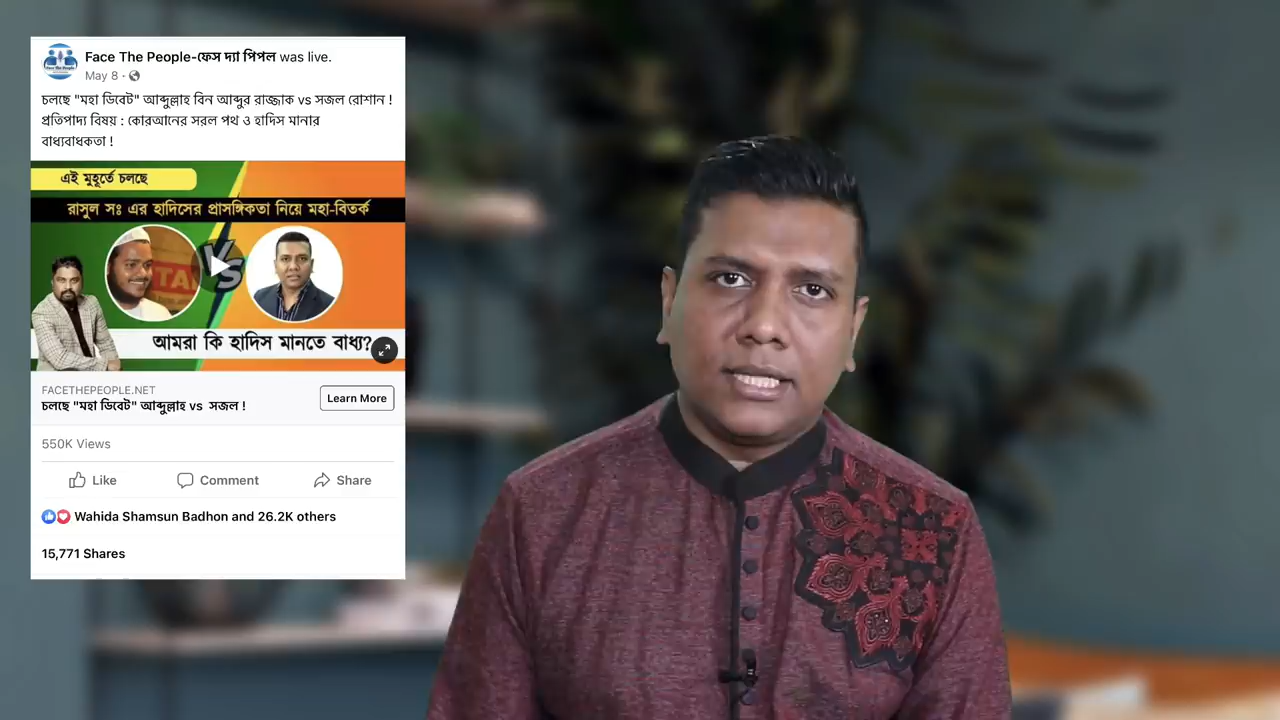 Face The People-ফেস দ্যা পিপল was live.
May 8 ·
চলছে "মহা ডিবেট" আব্দুল্লাহ বিন আব্দুর রাজ্জাক vs সজল রোশান !
প্রতিপাদ্য বিষয় : কোরআনের সরল পথ ও হাদিস মানার
বাধ্যবাধকতা !
এই মুহূর্তে চলছে
রাসুল সঃ এর হাদিসের প্রাসঙ্গিকতা নিয়ে মহা-বিতর্ক
VS
আমরা কি হাদিস মানতে বাধ্য?
FACETHEPEOPLE.NET
চলছে "মহা ডিবেট" আব্দুল্লাহ vs সজল !
Learn More
550K Views
Like Comment Share
Wahida Shamsun Badhon and 26.2K others
15,771 Shares